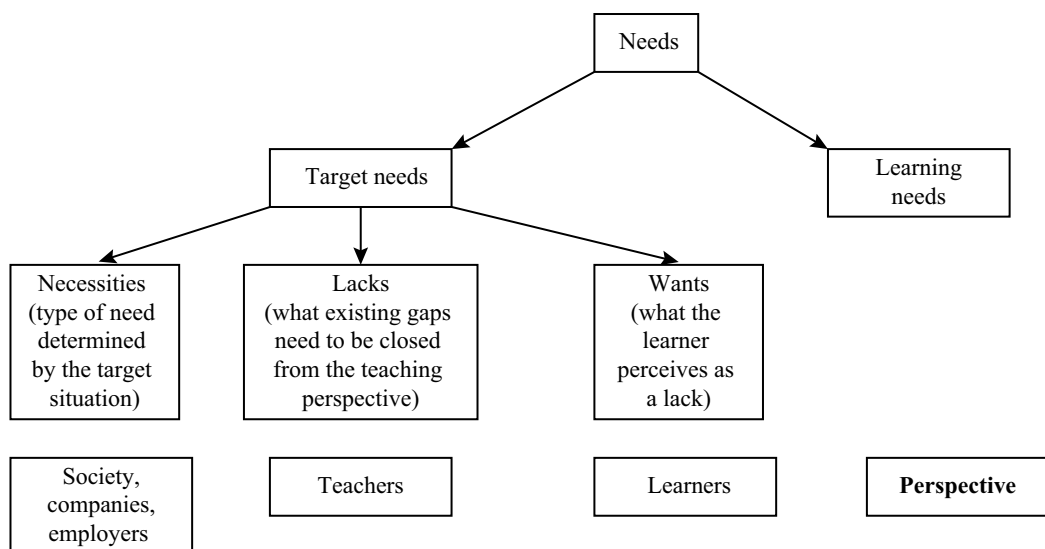 Needs
Target needs
Learning
needs
Necessities
(type of need
determined
by the target
situation)
Lacks
(what existing gaps
need to be closed
from the teaching
perspective)
Wants
(what the
learner
perceives as
a lack)
Society,
companies,
employers
Teachers
Learners
Perspective